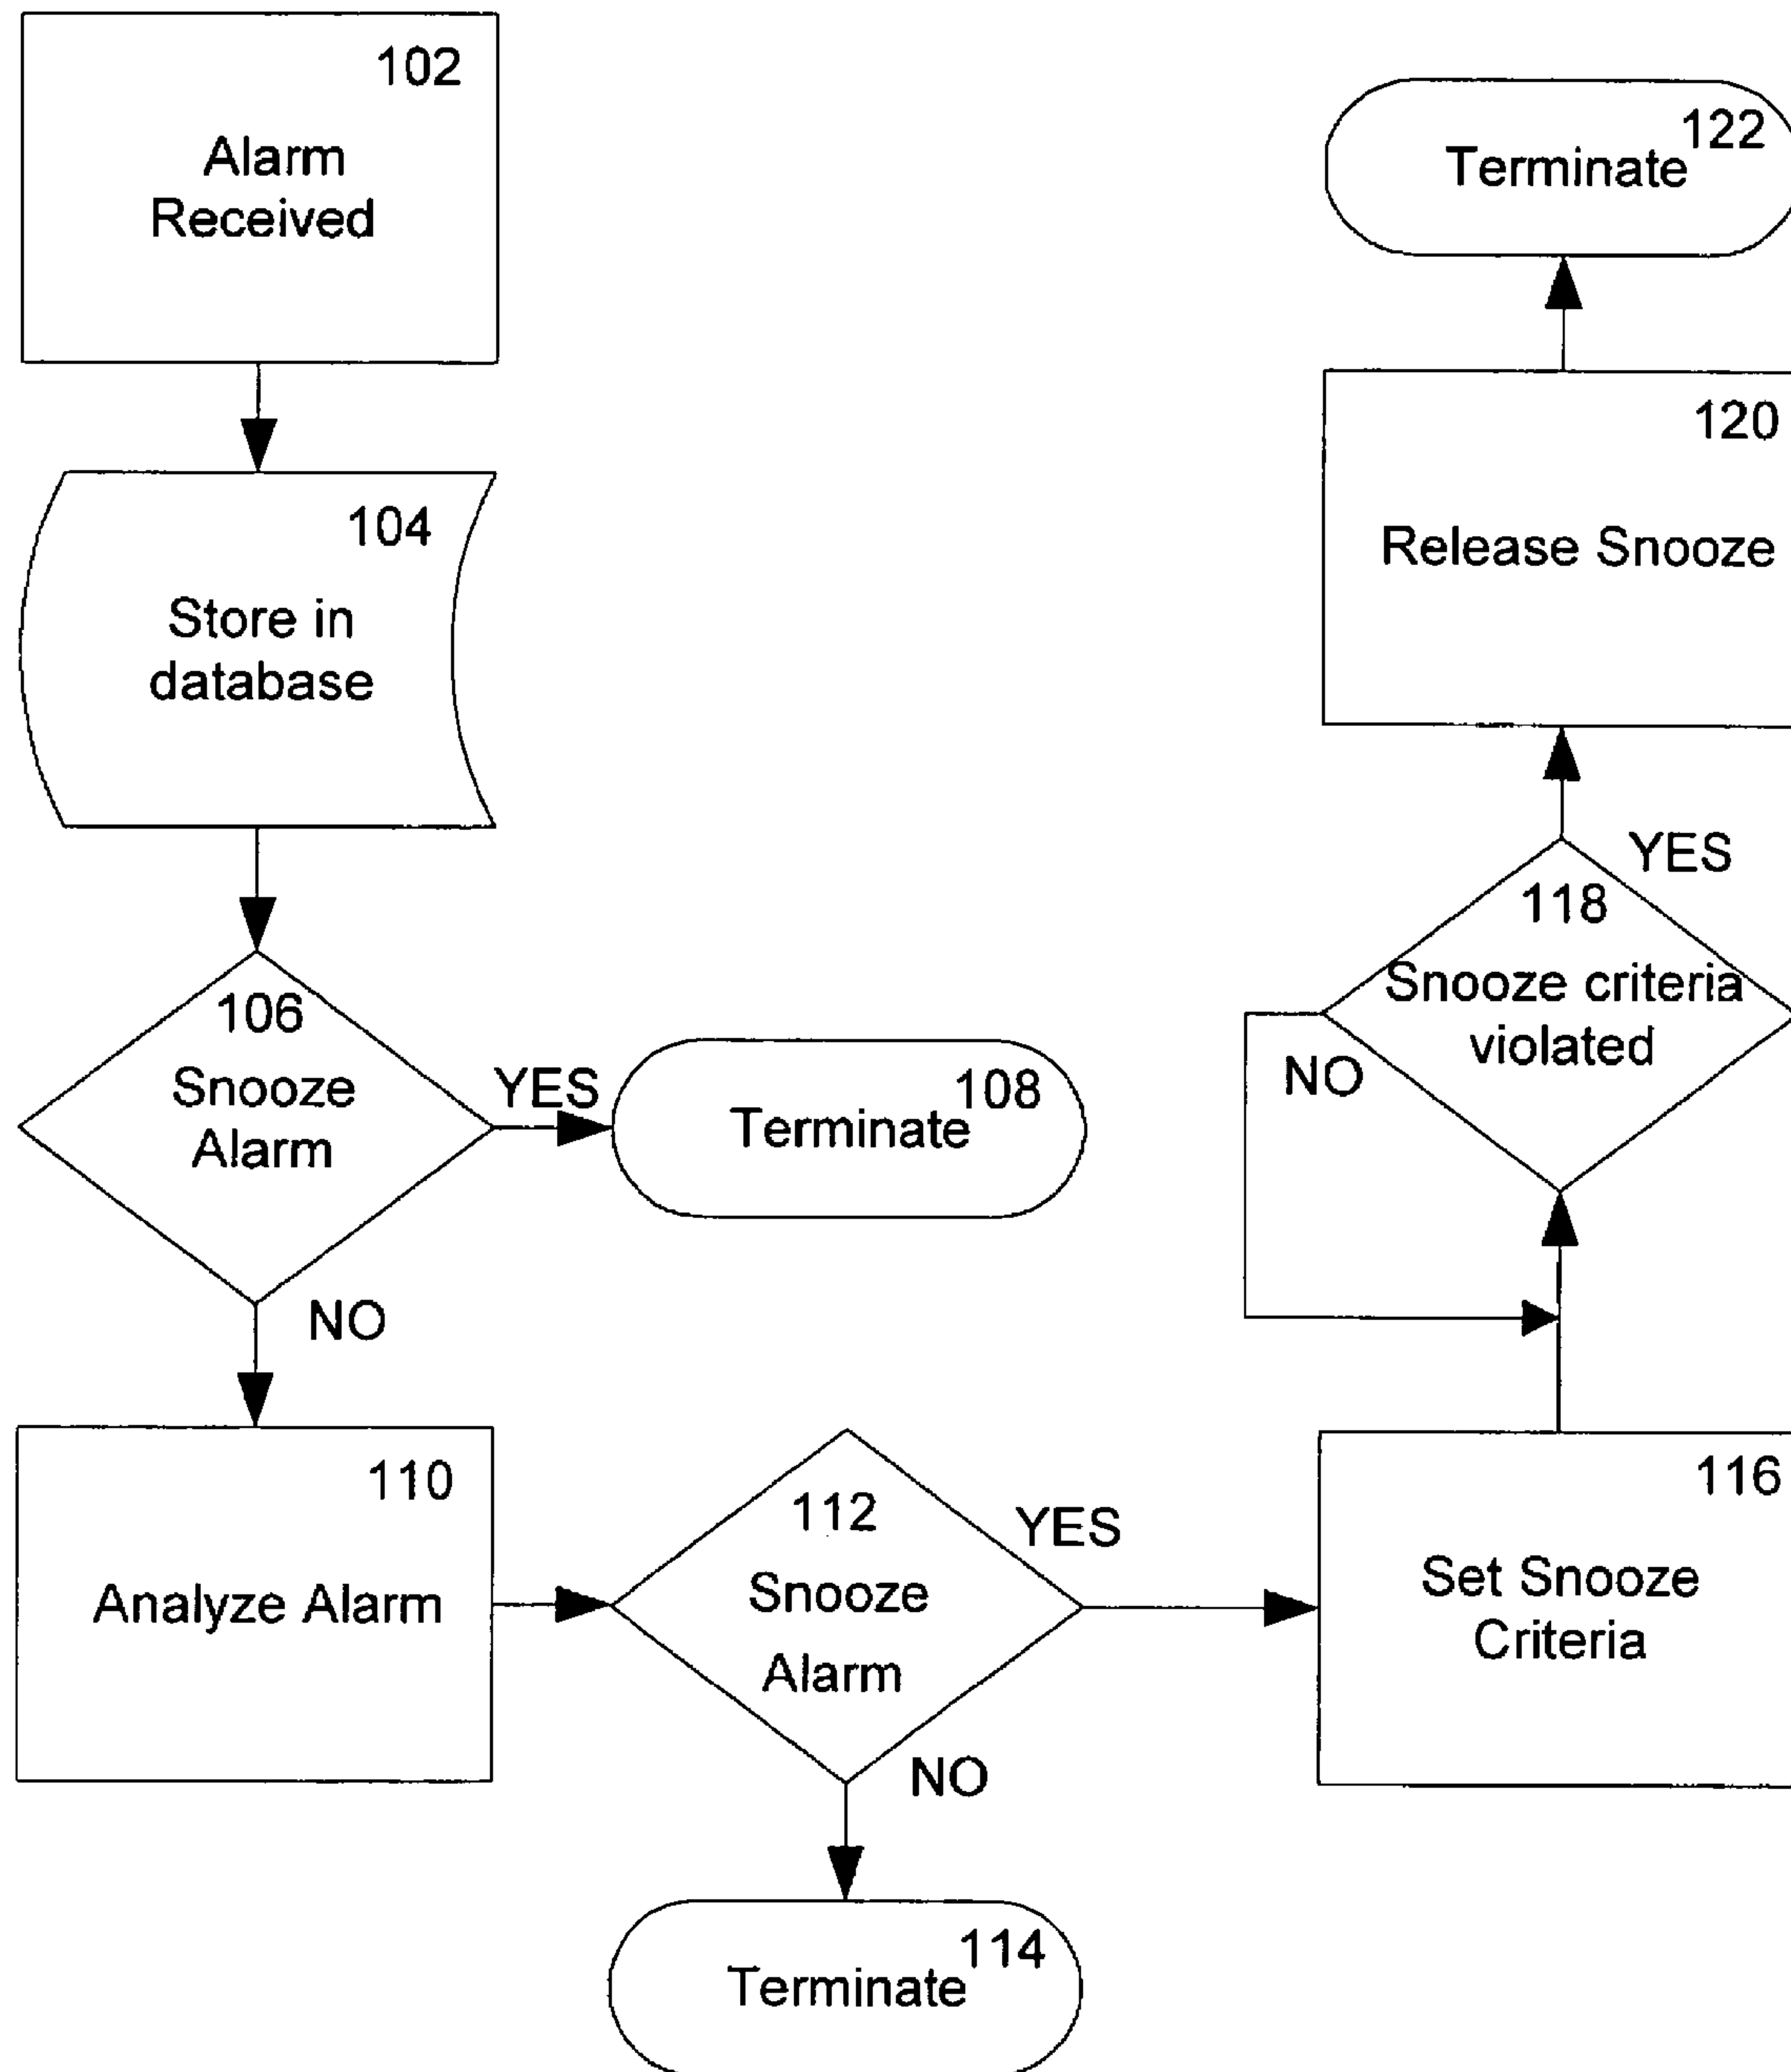 102
Alarm
Received
104
Store in
database
106
Snooze
Alarm
YES
108
Terminate
NO
110
Analyze Alarm
112
Snooze
Alarm
YES
NO
114
Terminate
116
Set Snooze
Criteria
118
Snooze criteria
violated
NO
YES
120
Release Snooze
122
Terminate